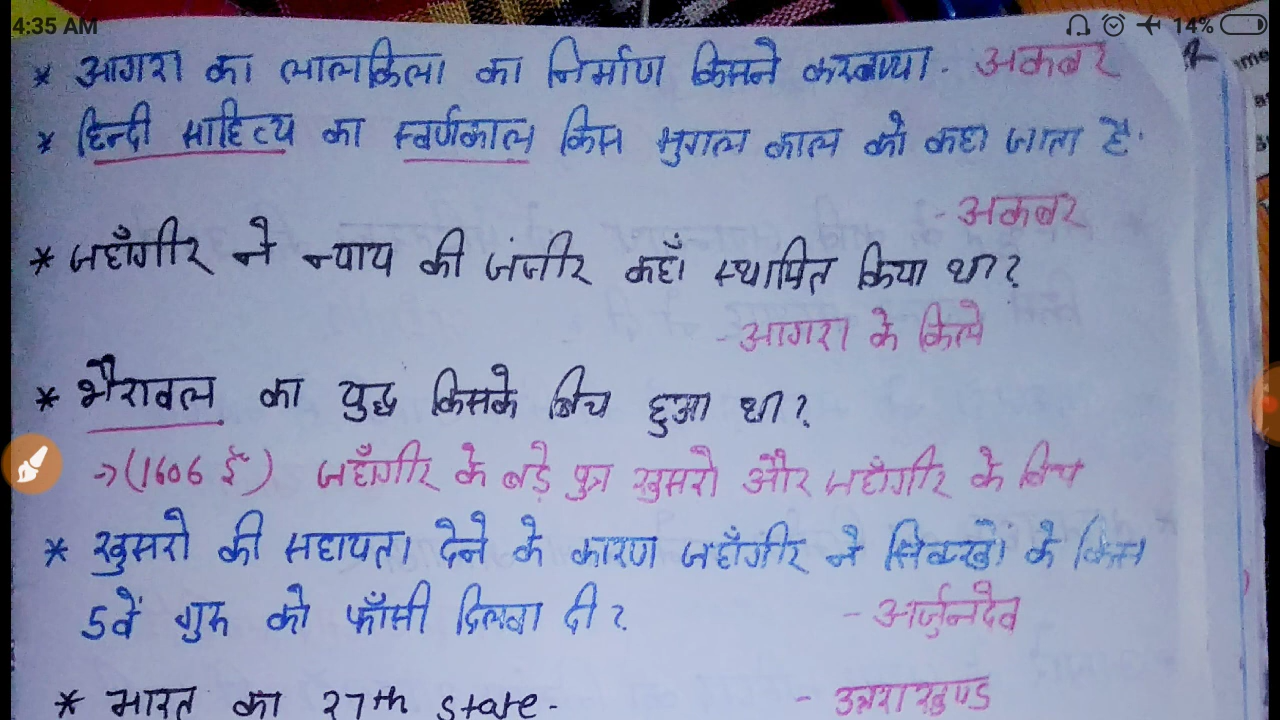 4:35 AM
14%
* आगरा का लालकिला का निर्माण किसने करवाया. अकबर
* हिन्दी साहित्य का स्वर्णकाल किस मुगल काल को कहा जाता है.
- अकबर
* जहाँगीर ने न्याय की जंजीर कहाँ स्थापित किया था?
- आगरा के किले
* भैरावल का युद्ध किसके बिच हुआ था?
→ (1606 ई०) जहाँगीर के बड़े पुत्र खुसरो और जहाँगीर के बिच
* खुसरो की सहायता देने के कारण जहाँगीर ने सिक्खों के किस
5वें गुरु को फाँसी दिलवा दी? - अर्जुनदेव
* भारत का 27th state. - उत्तराखण्ड